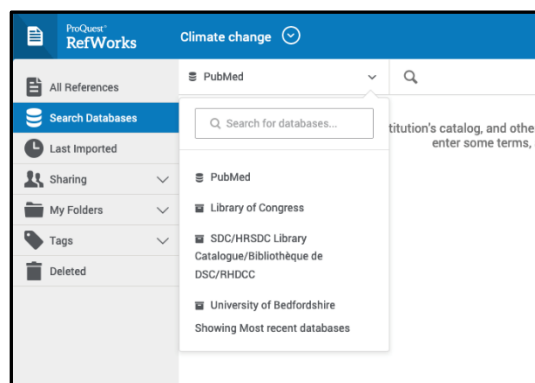 ProQuest®
RefWorks
Climate change
All References
Search Databases
Last Imported
Sharing
My Folders
Tags
Deleted
PubMed
Search for databases...
PubMed
Library of Congress
SDC/HRSDC Library
Catalogue/Bibliothèque de
DSC/RHDCC
University of Bedfordshire
Showing Most recent databases
titution's catalog, and othe
enter some terms,